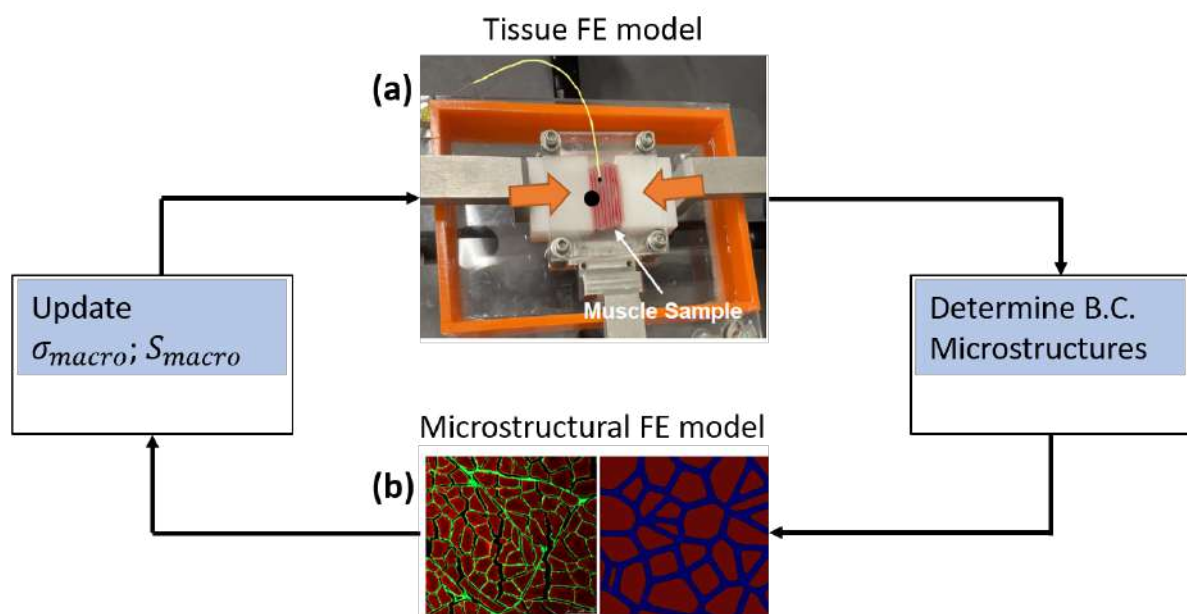 Tissue FE model
(a)
Muscle Sample
Update
σmacro; Smacro
Determine B.C.
Microstructures
Microstructural FE model
(b)